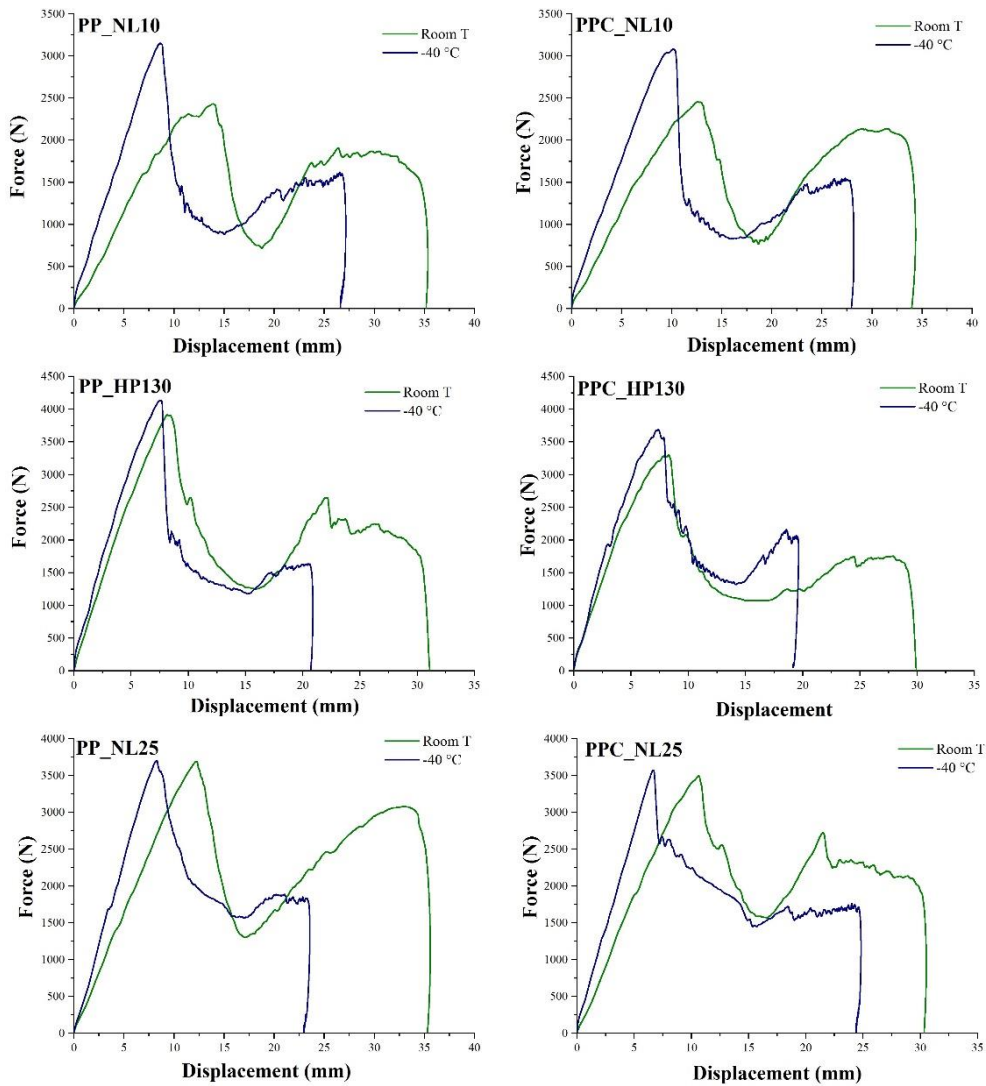 PP_NL10
Room T
-40 °C
3500
3000
2500
2000
1500
1000
500
0
Force (N)
0 5 10 15 20 25 30 35 40
Displacement (mm)
PPC_NL10
Room T
-40 °C
3500
3000
2500
2000
1500
1000
500
0
Force (N)
0 5 10 15 20 25 30 35 40
Displacement (mm)
PP_HP130
Room T
-40 °C
4500
4000
3500
3000
2500
2000
1500
1000
500
0
Force (N)
0 5 10 15 20 25 30 35
Displacement (mm)
PPC_HP130
Room T
-40 °C
4500
4000
3500
3000
2500
2000
1500
1000
500
0
Force (N)
0 5 10 15 20 25 30 35
Displacement
PP_NL25
Room T
-40 °C
4000
3500
3000
2500
2000
1500
1000
500
0
Force (N)
0 5 10 15 20 25 30 35 40
Displacement (mm)
PPC_NL25
Room T
-40 °C
4000
3500
3000
2500
2000
1500
1000
500
0
Force (N)
0 5 10 15 20 25 30 35
Displacement (mm)